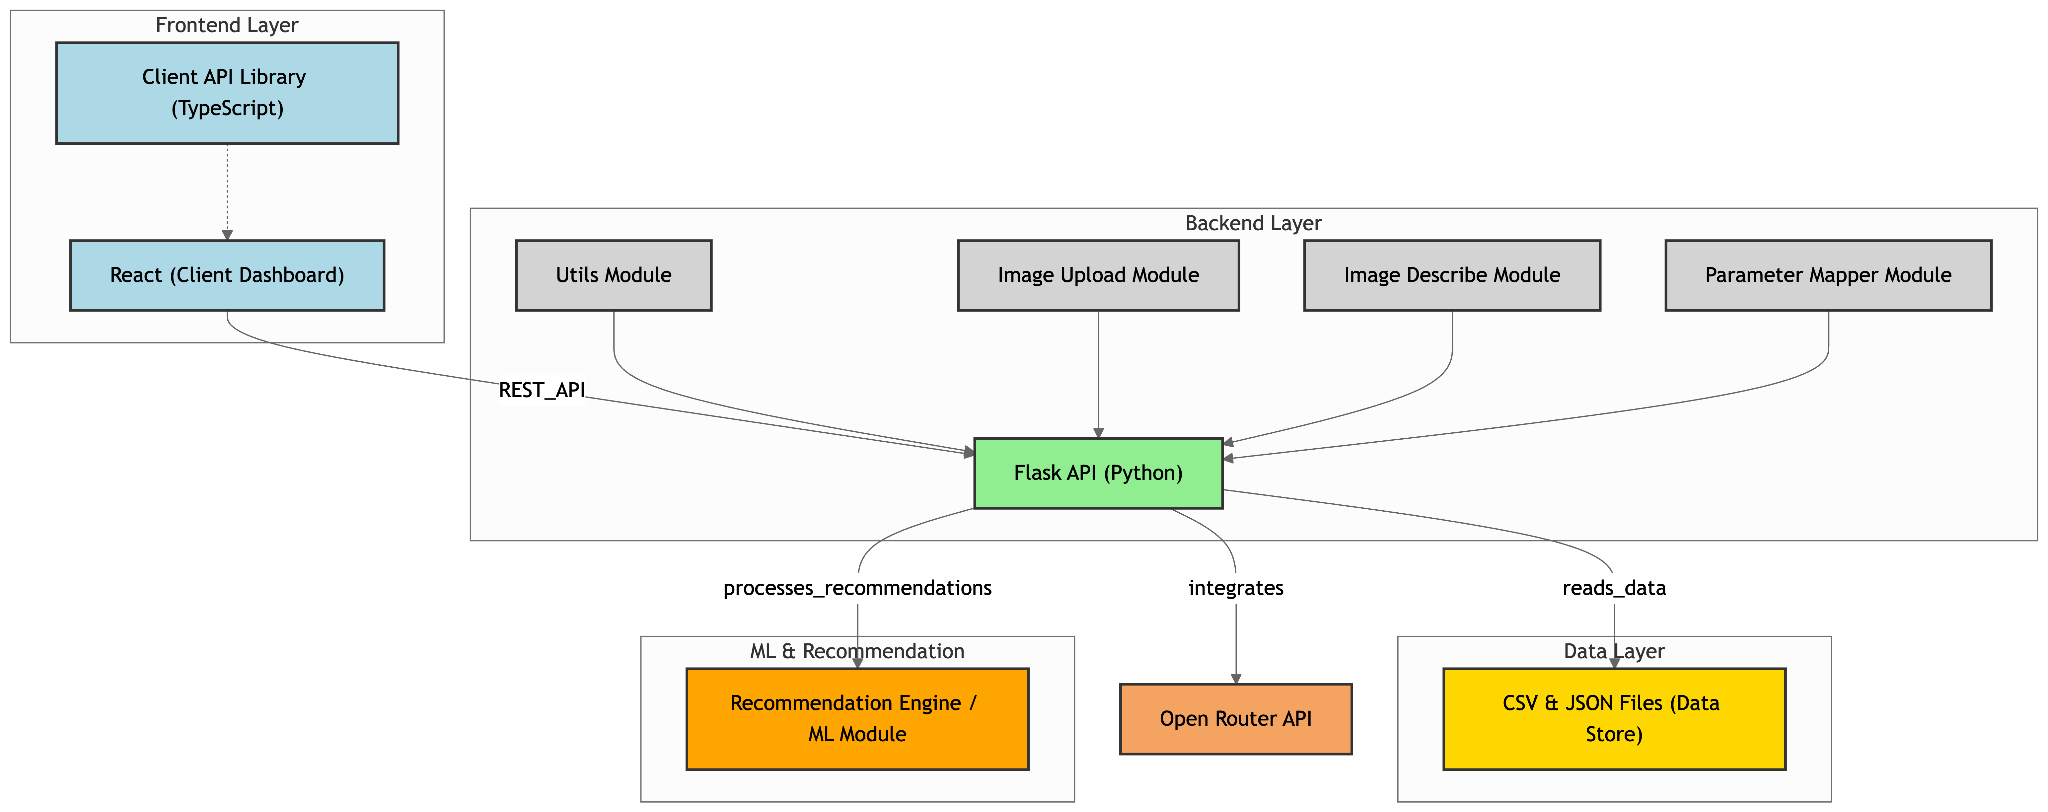 Frontend Layer
Client API Library
(TypeScript)
React (Client Dashboard)
Backend Layer
Utils Module
Image Upload Module
Image Describe Module
Parameter Mapper Module
REST_API
Flask API (Python)
processes_recommendations
integrates
reads_data
ML & Recommendation
Recommendation Engine /
ML Module
Open Router API
Data Layer
CSV & JSON Files (Data
Store)